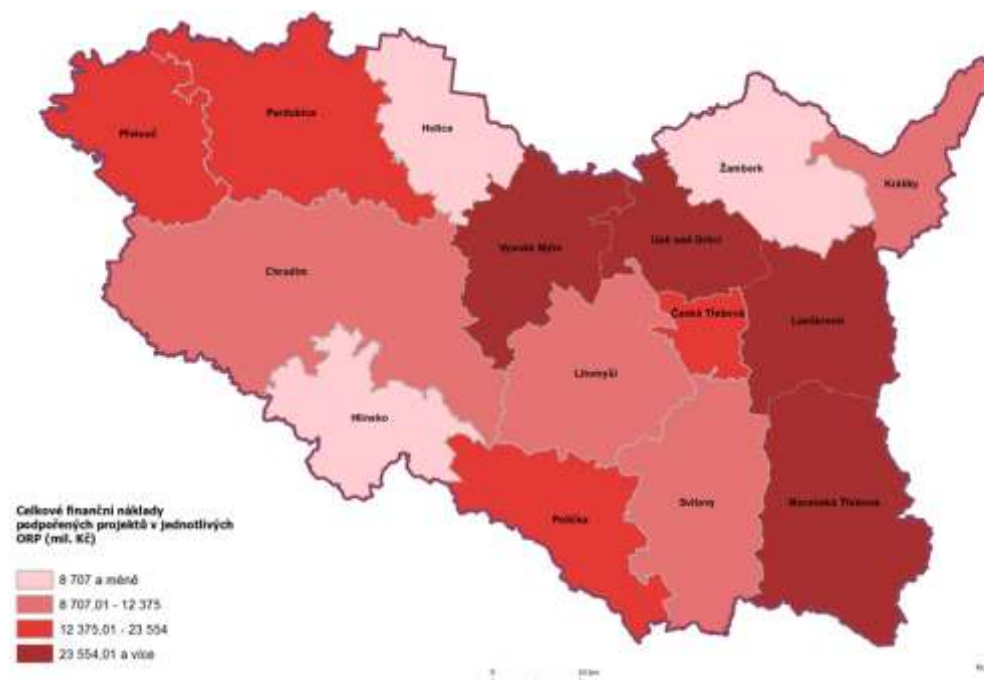 Pardubice
Přelouč
Holice
Žamberk
Králíky
Vysoké Mýto
Ústí nad Orlicí
Chrudim
Česká Třebová
Lanškroun
Litomyšl
Hlinsko
Svitavy
Moravská Třebová
Polička
Celkové finanční náklady
podpořených projektů v jednotlivých
ORP (mil. Kč)
8 707 a méně
8 707,01 - 12 375
12 375,01 - 23 554
23 554,01 a více
0